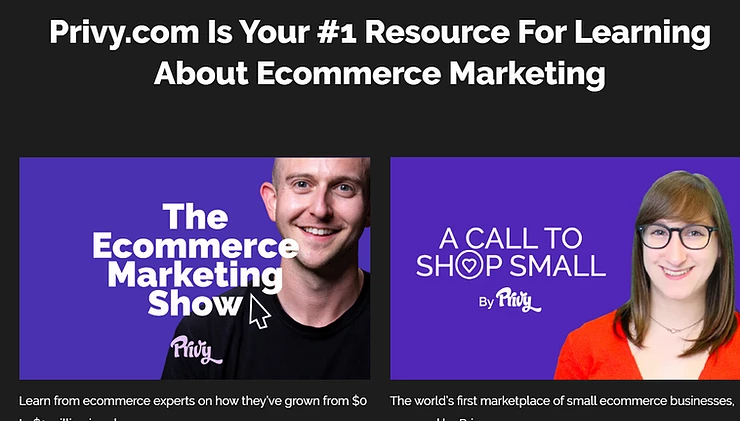 Privy.com Is Your #1 Resource For Learning
About Ecommerce Marketing
The
Ecommerce
Marketing
Show
Privy
A CALL TO
SHOP SMALL
By Privy
Learn from ecommerce experts on how they've grown from $0
The world's first marketplace of small ecommerce businesses,